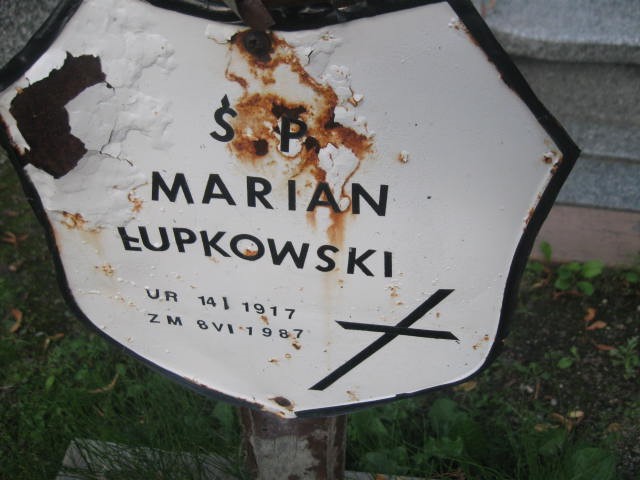 Ś. P.
MARIAN
ŁUPKOWSKI
UR 14 I 1917
ZM 8 VI 1987